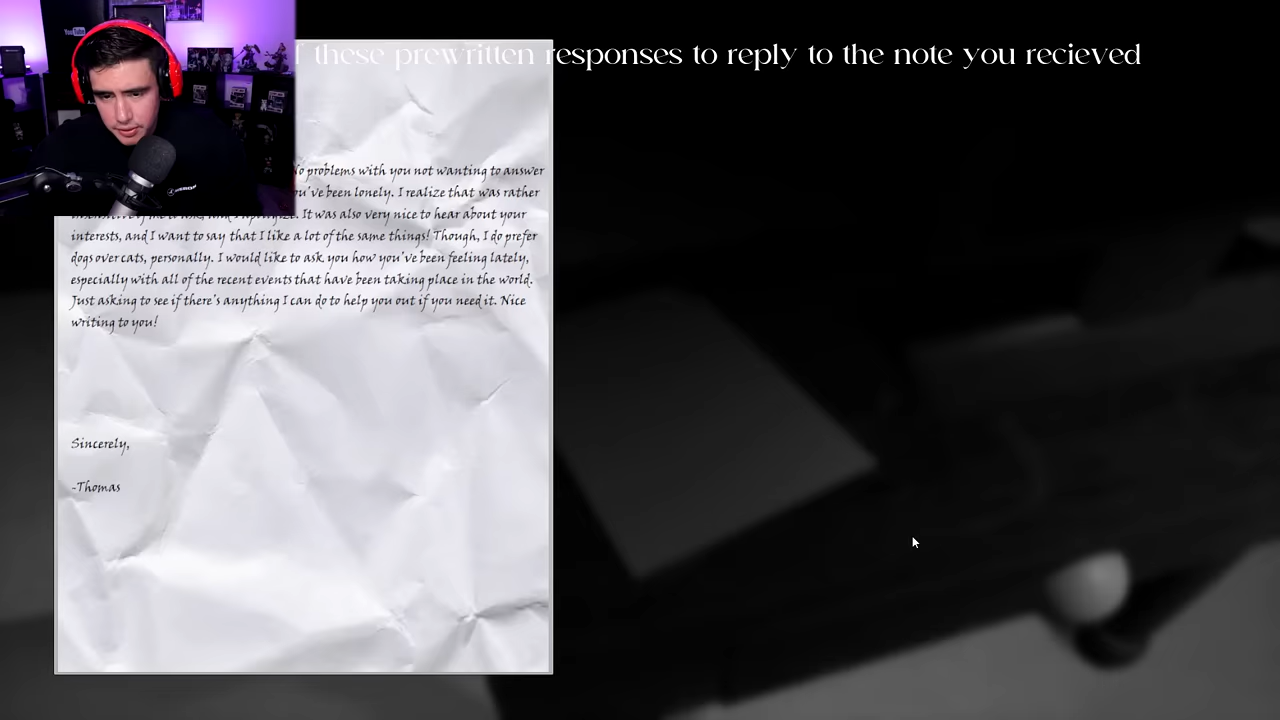 these prewritten responses to reply to the note you recieved
YouTube
No problems with you not wanting to answer
you've been lonely. I realize that was rather
It was also very nice to hear about your
interests, and I want to say that I like a lot of the same things! Though, I do prefer
dogs over cats, personally. I would like to ask you how you've been feeling lately,
especially with all of the recent events that have been taking place in the world.
Just asking to see if there's anything I can do to help you out if you need it. Nice
writing to you!
Sincerely,
-Thomas